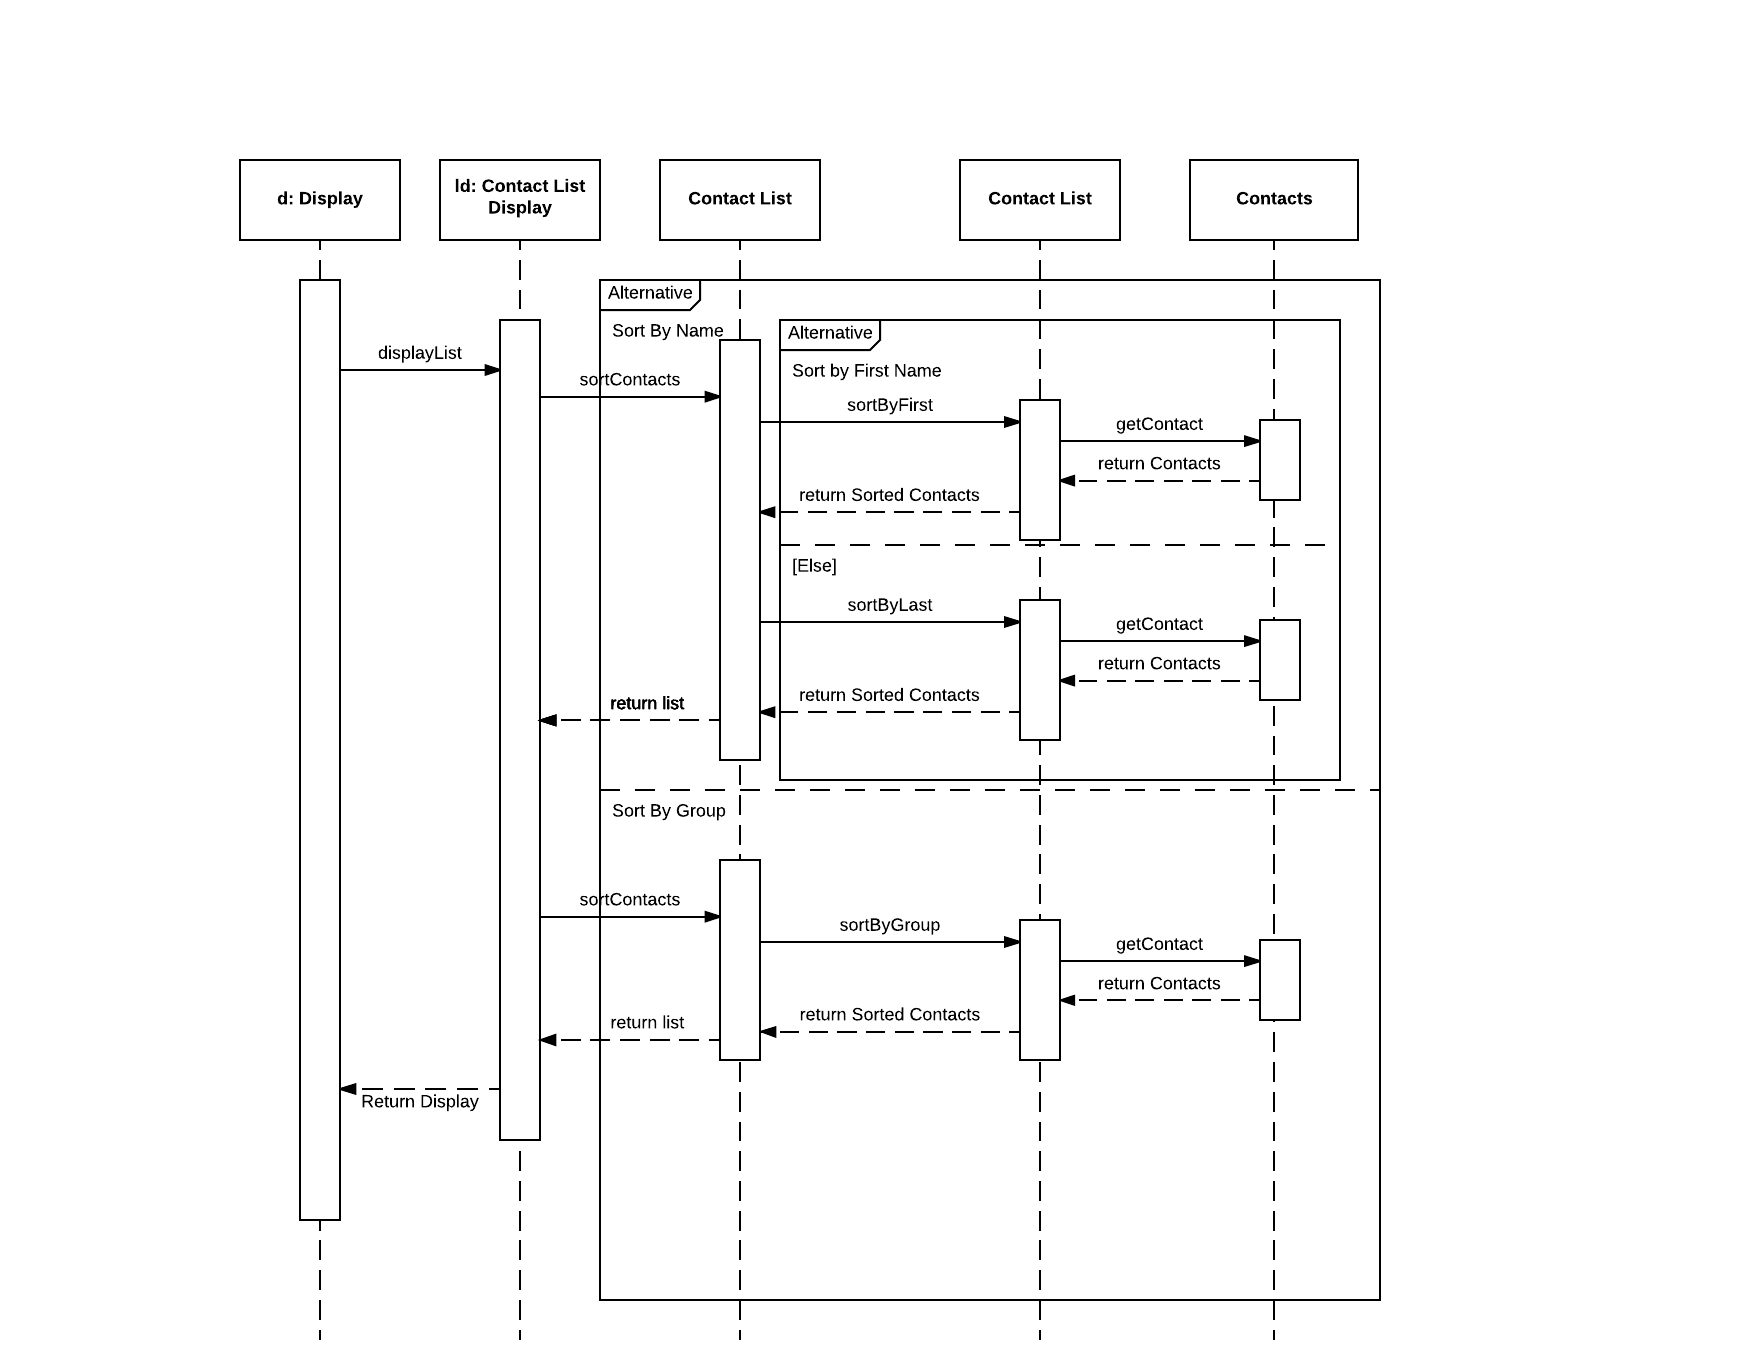 d: Display
ld: Contact List
Display
Contact List
Contact List
Contacts
Alternative
Sort By Name
Alternative
displayList
Sort by First Name
sortContacts
sortByFirst
getContact
return Contacts
return Sorted Contacts
[Else]
sortByLast
getContact
return Contacts
return Sorted Contacts
return list
Sort By Group
sortContacts
sortByGroup
getContact
return Contacts
return Sorted Contacts
return list
Return Display